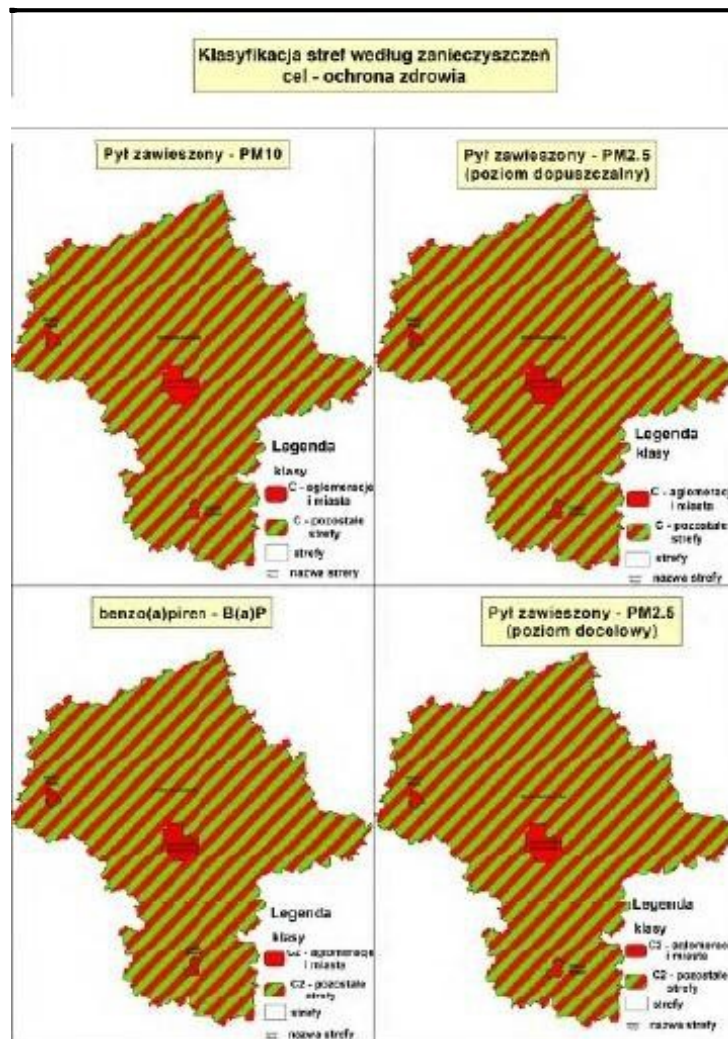 Klasyfikacja stref według zanieczyszczeń
cel - ochrona zdrowia
Pył zawieszony - PM10
Legenda
klasy
C - aglomeracje
i miasta
C - pozostałe
strefy
strefy
nazwa strefy
Pył zawieszony - PM2.5
(poziom dopuszczalny)
Legenda
klasy
C - aglomerac
i miasta
C - pozostałe
strefy
strefy
nazwa strefy
benzo(a)piren - B(a)P
Legenda
klasy
C2 - aglomeracje
i miasta
C2 - pozostałe
strefy
strefy
nazwa strefy
Pył zawieszony - PM2.5
(poziom docelowy)
Legenda
klasy
C2 - aglomerac
i miasta
C2 - pozostałe
strefy
strefy
nazwa strefy